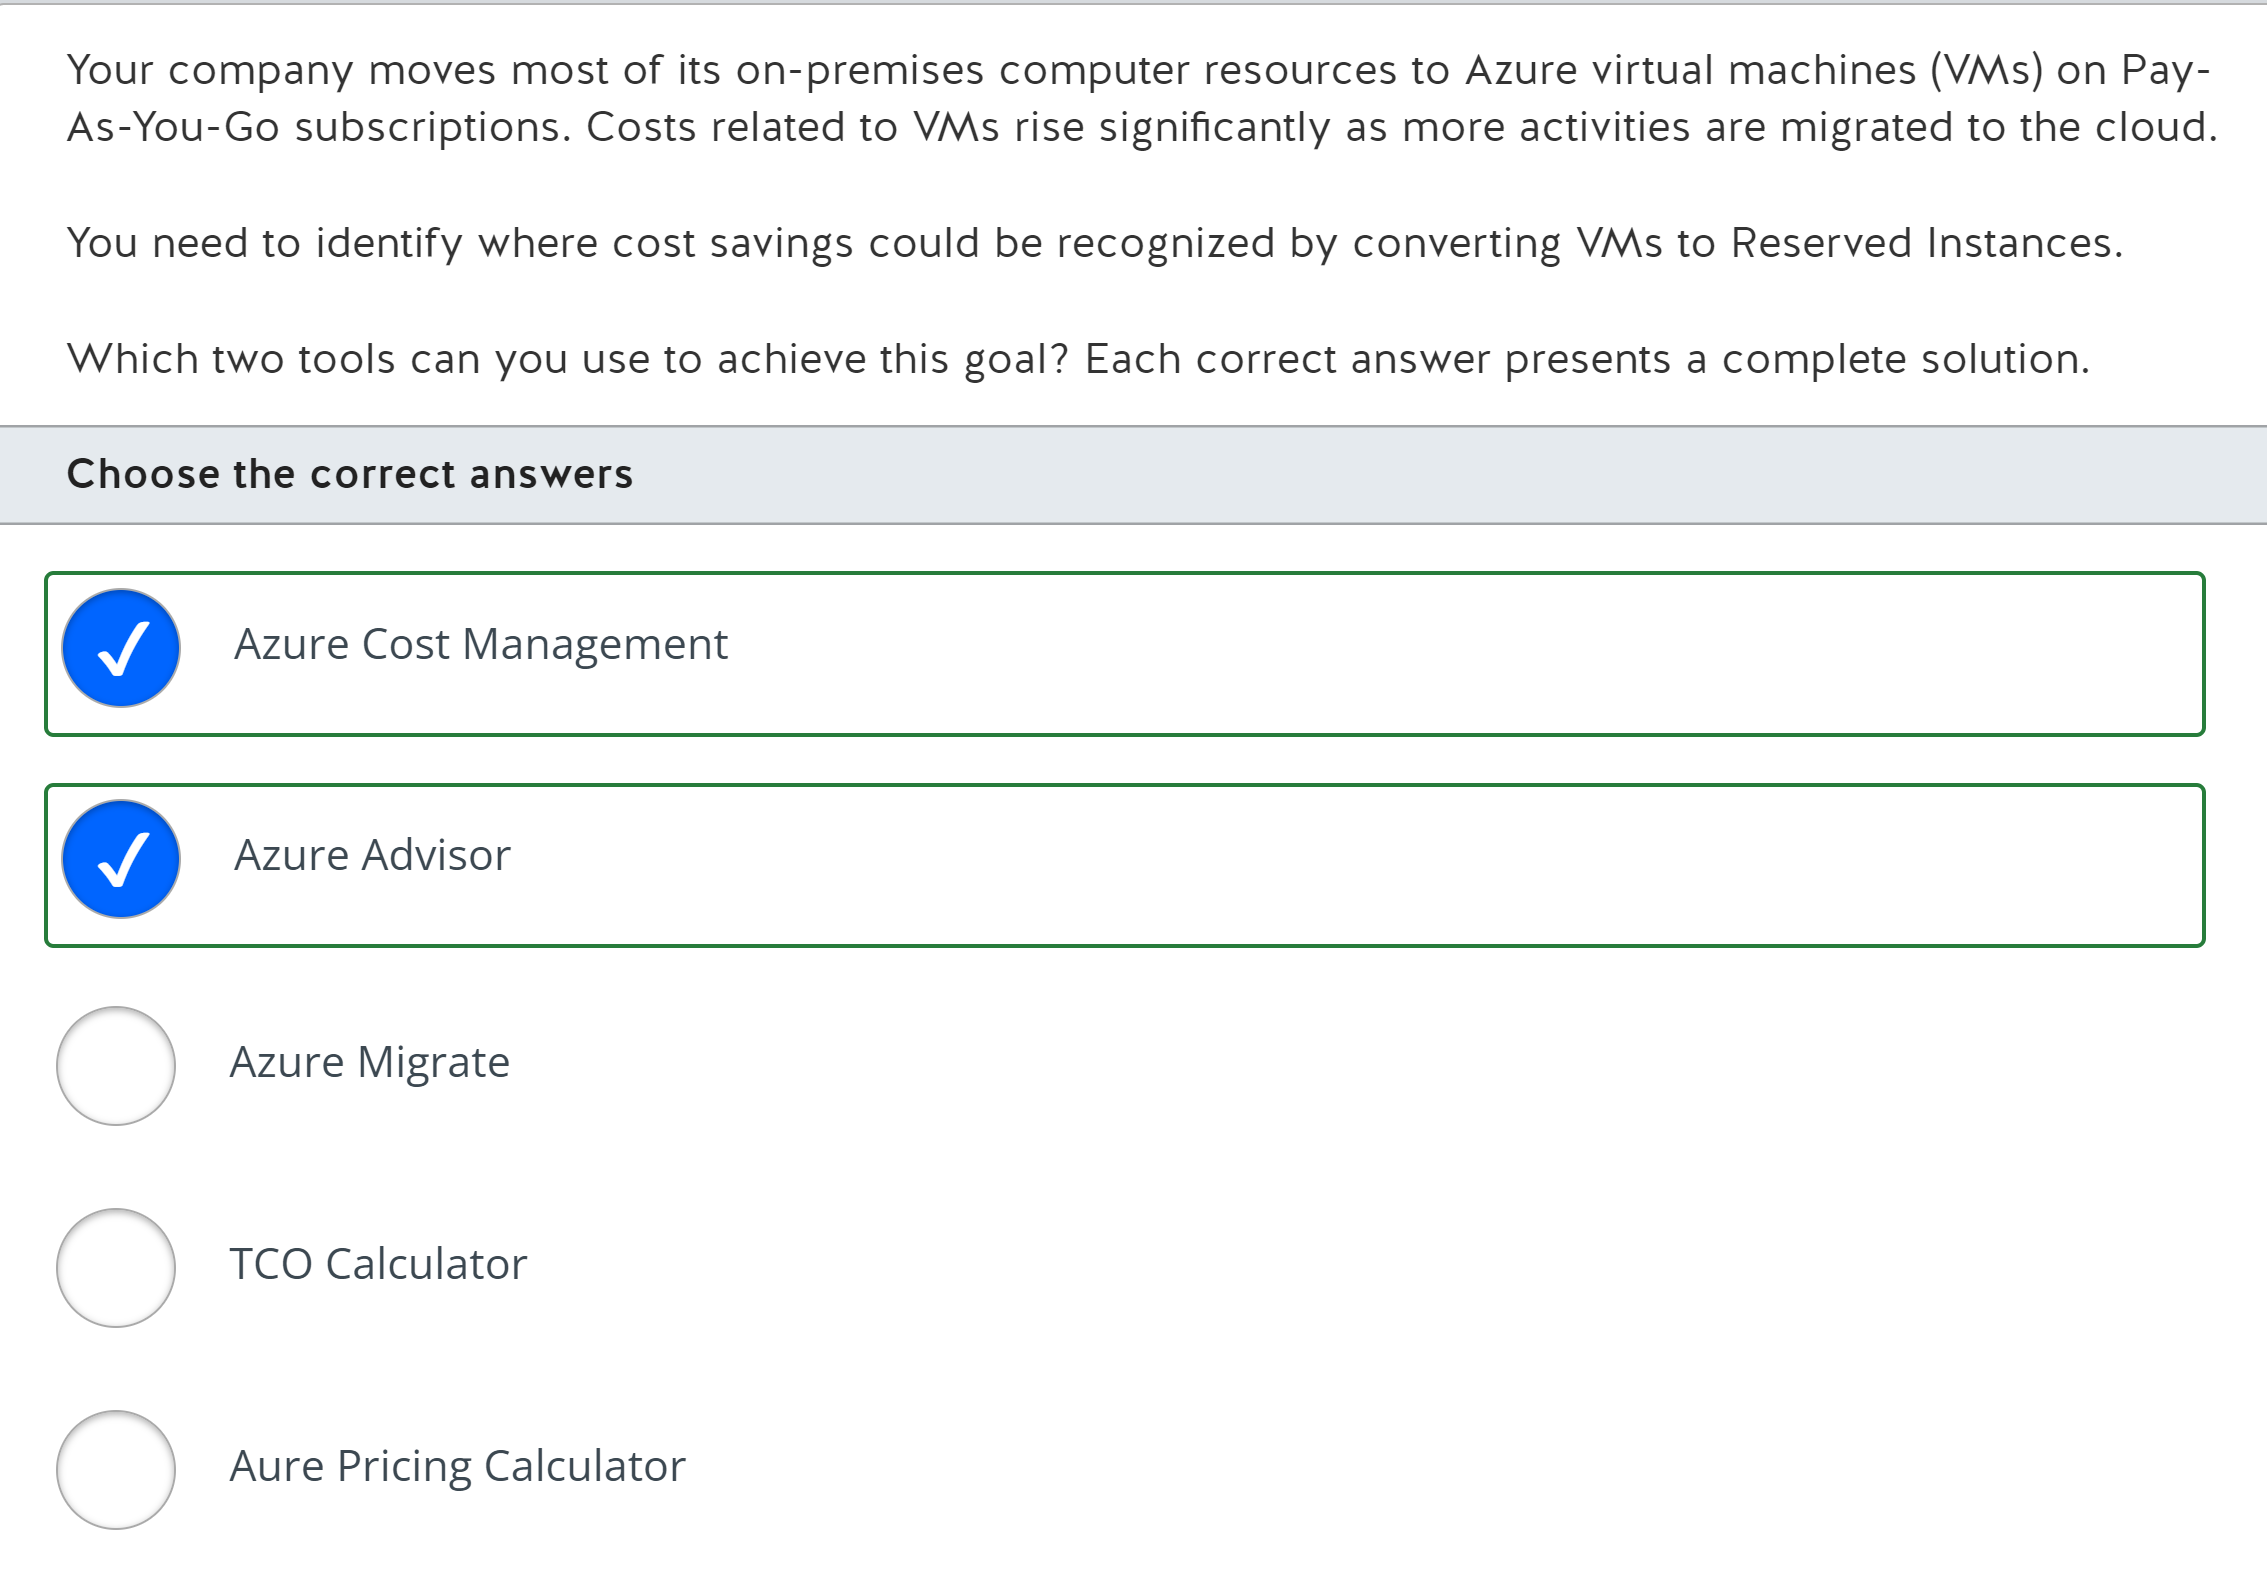 Your company moves most of its on-premises computer resources to Azure virtual machines (VMs) on Pay-
As-You-Go subscriptions. Costs related to VMs rise significantly as more activities are migrated to the cloud.
You need to identify where cost savings could be recognized by converting VMs to Reserved Instances.
Which two tools can you use to achieve this goal? Each correct answer presents a complete solution.
Choose the correct answers
Azure Cost Management
Azure Advisor
Azure Migrate
TCO Calculator
Aure Pricing Calculator